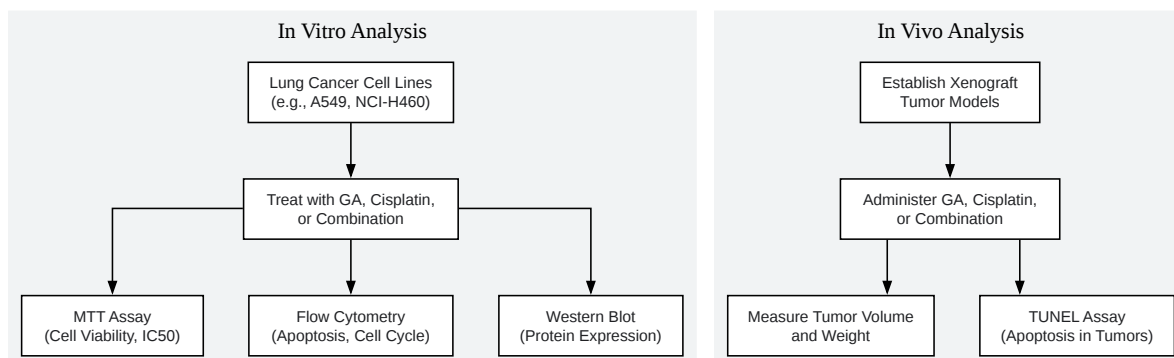 In Vitro Analysis
Lung Cancer Cell Lines
(e.g., A549, NCI-H460)
Treat with GA, Cisplatin,
or Combination
MTT Assay
(Cell Viability, IC50)
Flow Cytometry
(Apoptosis, Cell Cycle)
Western Blot
(Protein Expression)
In Vivo Analysis
Establish Xenograft
Tumor Models
Administer GA, Cisplatin,
or Combination
Measure Tumor Volume
and Weight
TUNEL Assay
(Apoptosis in Tumors)